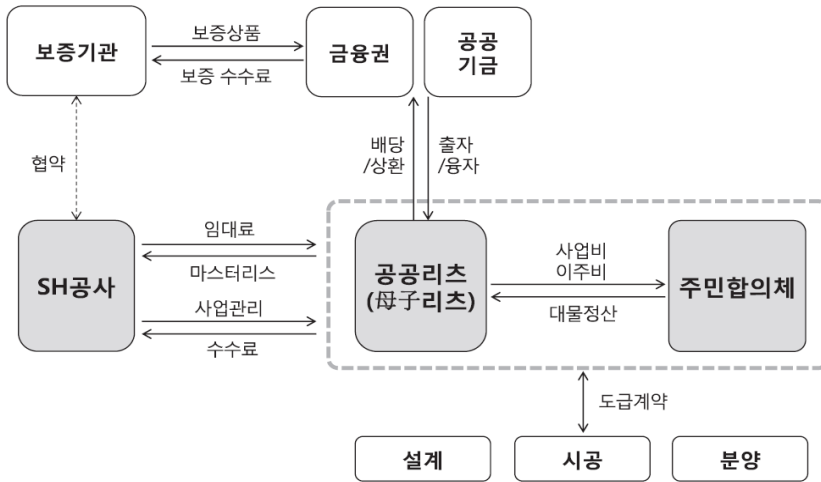 보증기관
보증상품
보증 수수료
금융권
공공
기금
협약
배당
/상환
출자
/융자
SH공사
임대료
마스터리스
사업관리
수수료
공공리츠
(母子리츠)
사업비
이주비
대물정산
주민합의체
도급계약
설계
시공
분양